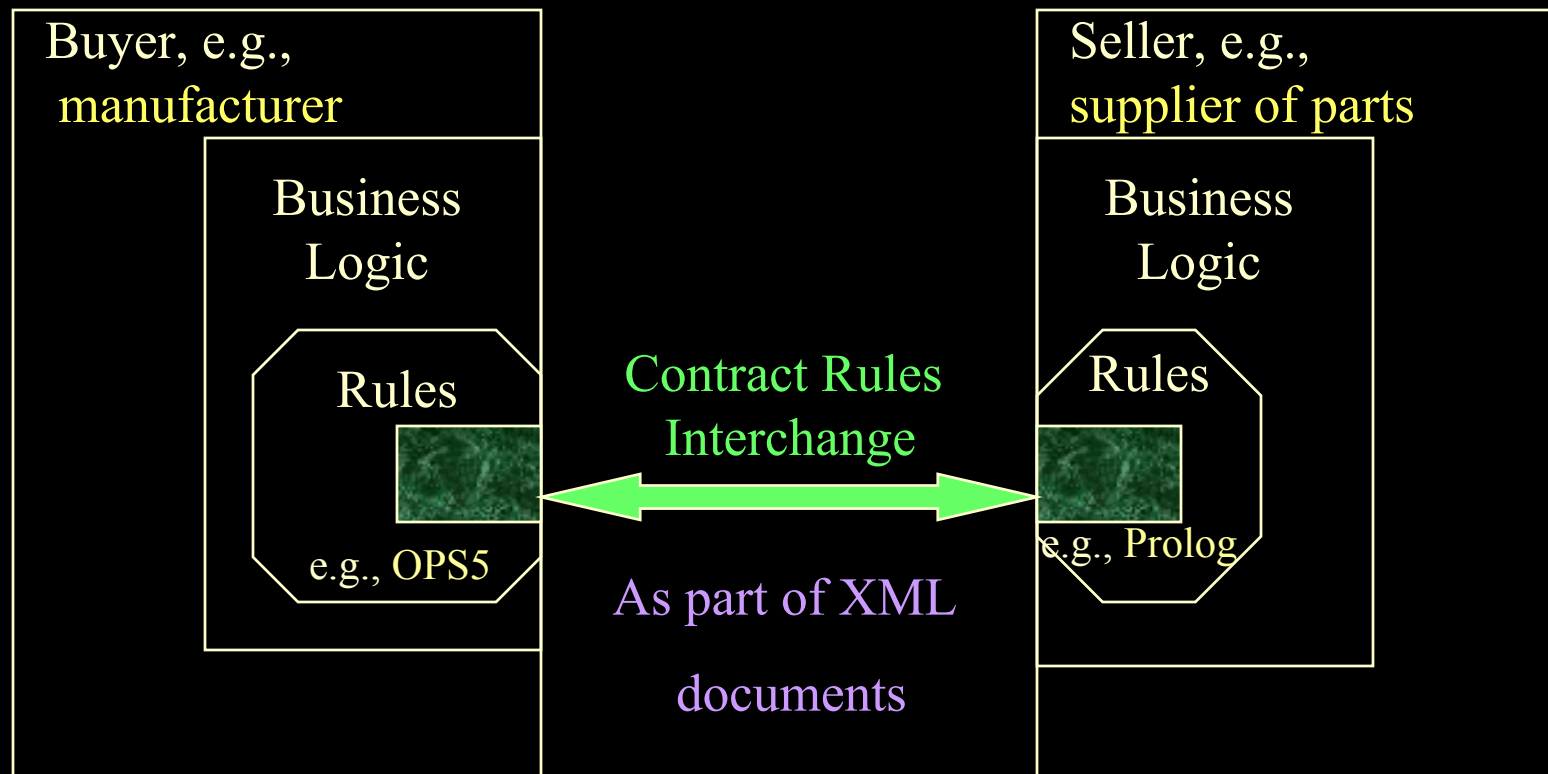 Buyer, e.g.,
manufacturer
Business
Logic
Rules
e.g., OPS5
Contract Rules
Interchange
As part of XML
documents
Seller, e.g.,
supplier of parts
Business
Logic
Rules
e.g., Prolog